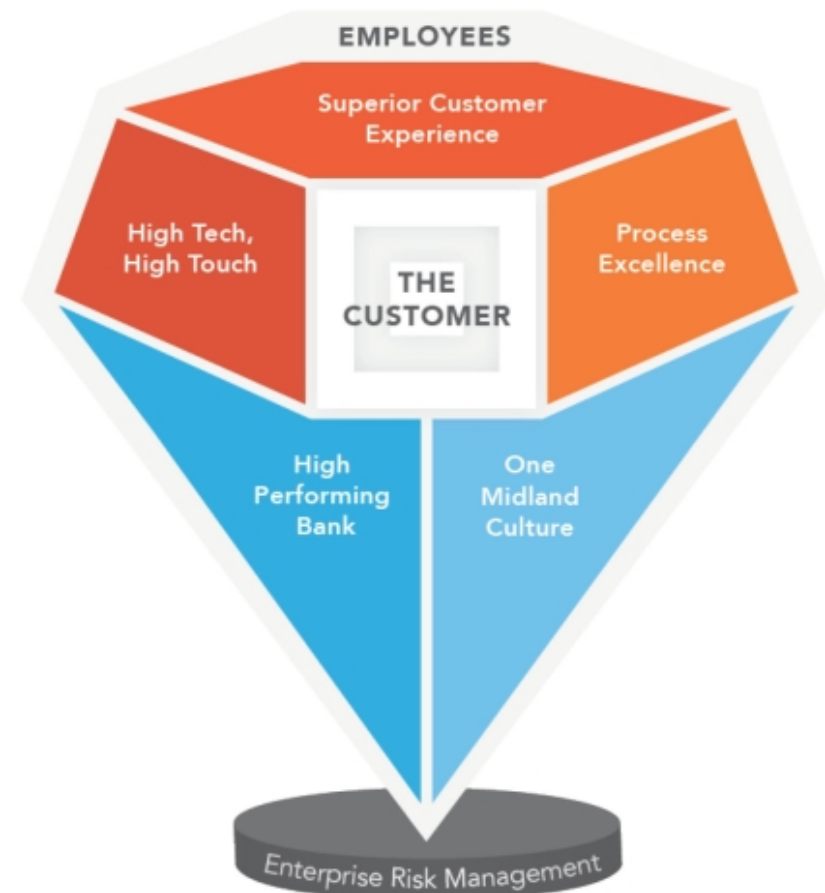 EMPLOYEES
Superior Customer
Experience
High Tech,
High Touch
THE
CUSTOMER
Process
Excellence
High
Performing
Bank
One
Midland
Culture
Enterprise Risk Management